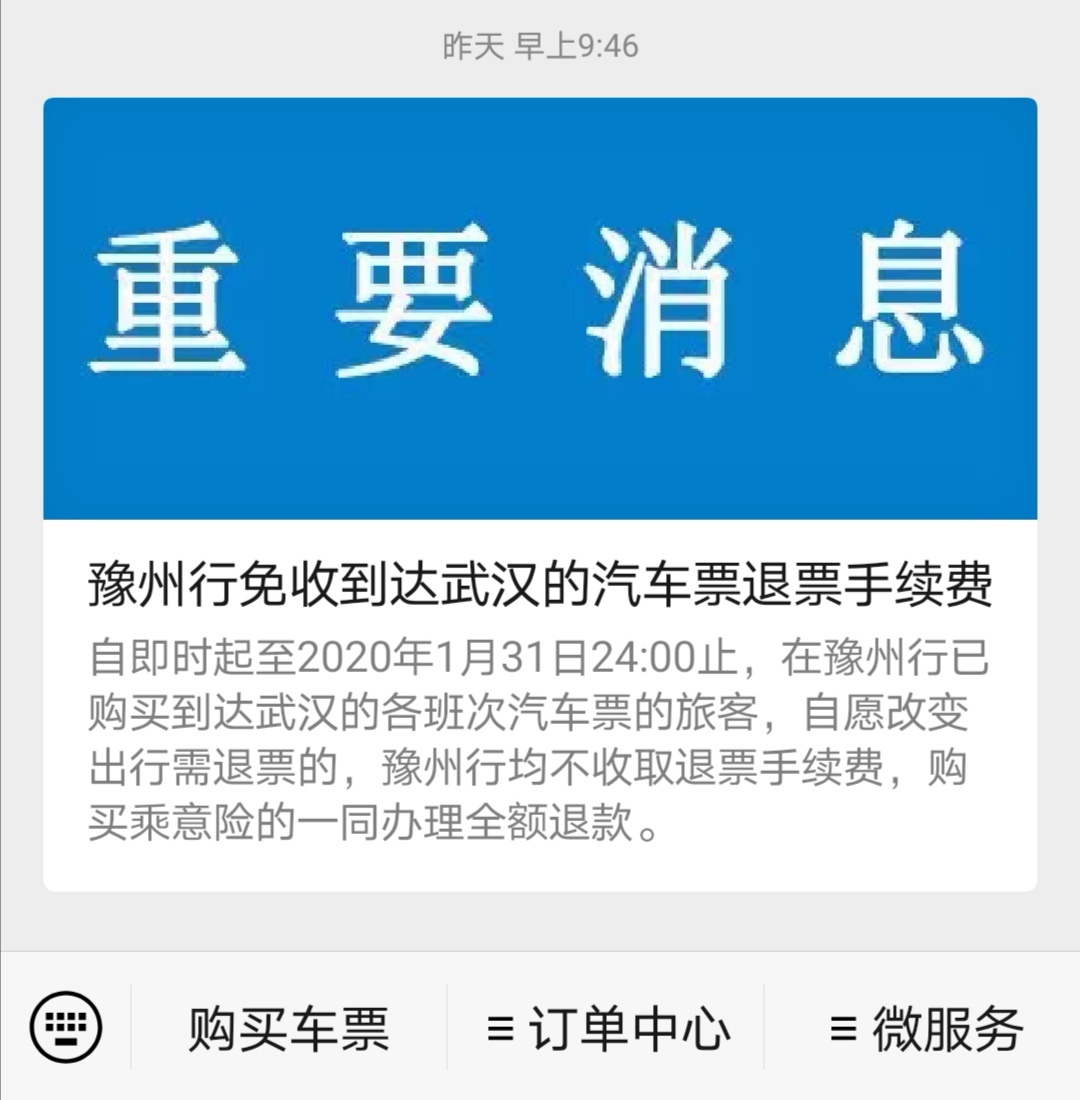 昨天 早上9:46
重要消息
豫州行免收到达武汉的汽车票退票手续费
自即时起至2020年1月31日24:00止，在豫州行已
购买到达武汉的各班次汽车票的旅客，自愿改变
出行需退票的，豫州行均不收取退票手续费，购
买乘意险的一同办理全额退款。
购买车票
订单中心
微服务